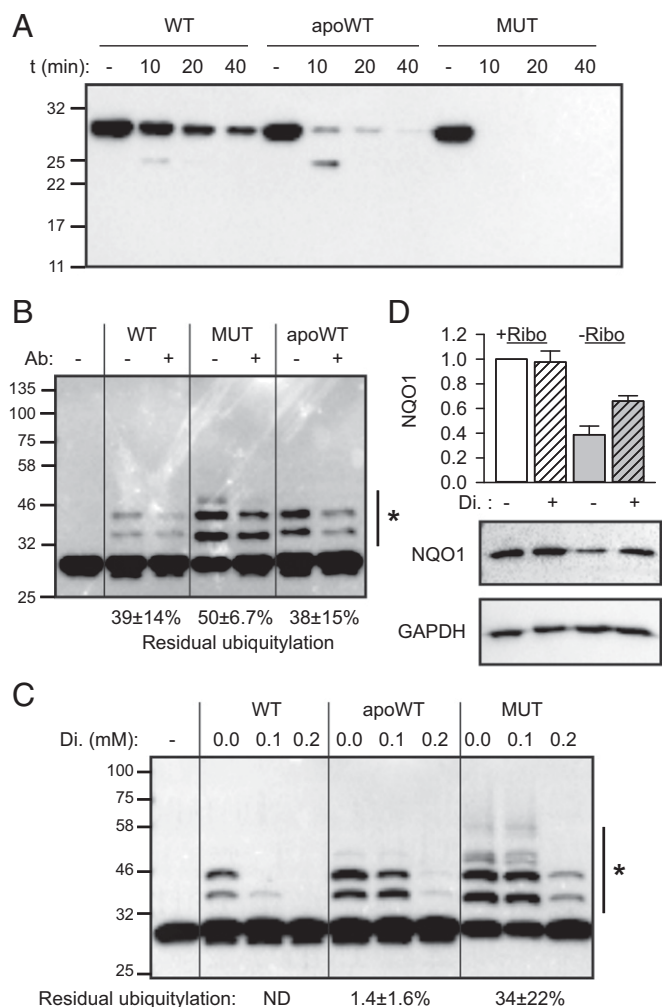 A
WT apoWT MUT
t (min): - 10 20 40 - 10 20 40 - 10 20 40
32
25
22
17
11
B
WT MUT apoWT
Ab: - - + - + - +
135
100
75
58
46
32
25
*
39±14% 50±6.7% 38±15%
Residual ubiquitylation
D
+Ribo -Ribo
NQO1
1.2
1.0
0.8
0.6
0.4
0.2
0.0
Di. : - + - +
NQO1
GAPDH
C
WT apoWT MUT
Di. (mM): - 0.0 0.1 0.2 0.0 0.1 0.2 0.0 0.1 0.2
100
75
58
46
32
25
*
Residual ubiquitylation: ND 1.4±1.6% 34±22%